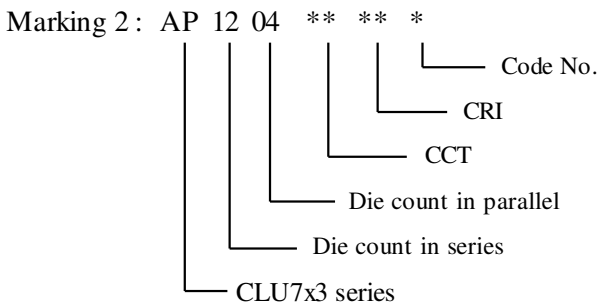 Marking 2 : AP 12 04 ** ** *
Code No.
CRI
CCT
Die count in parallel
Die count in series
CLU7x3 series